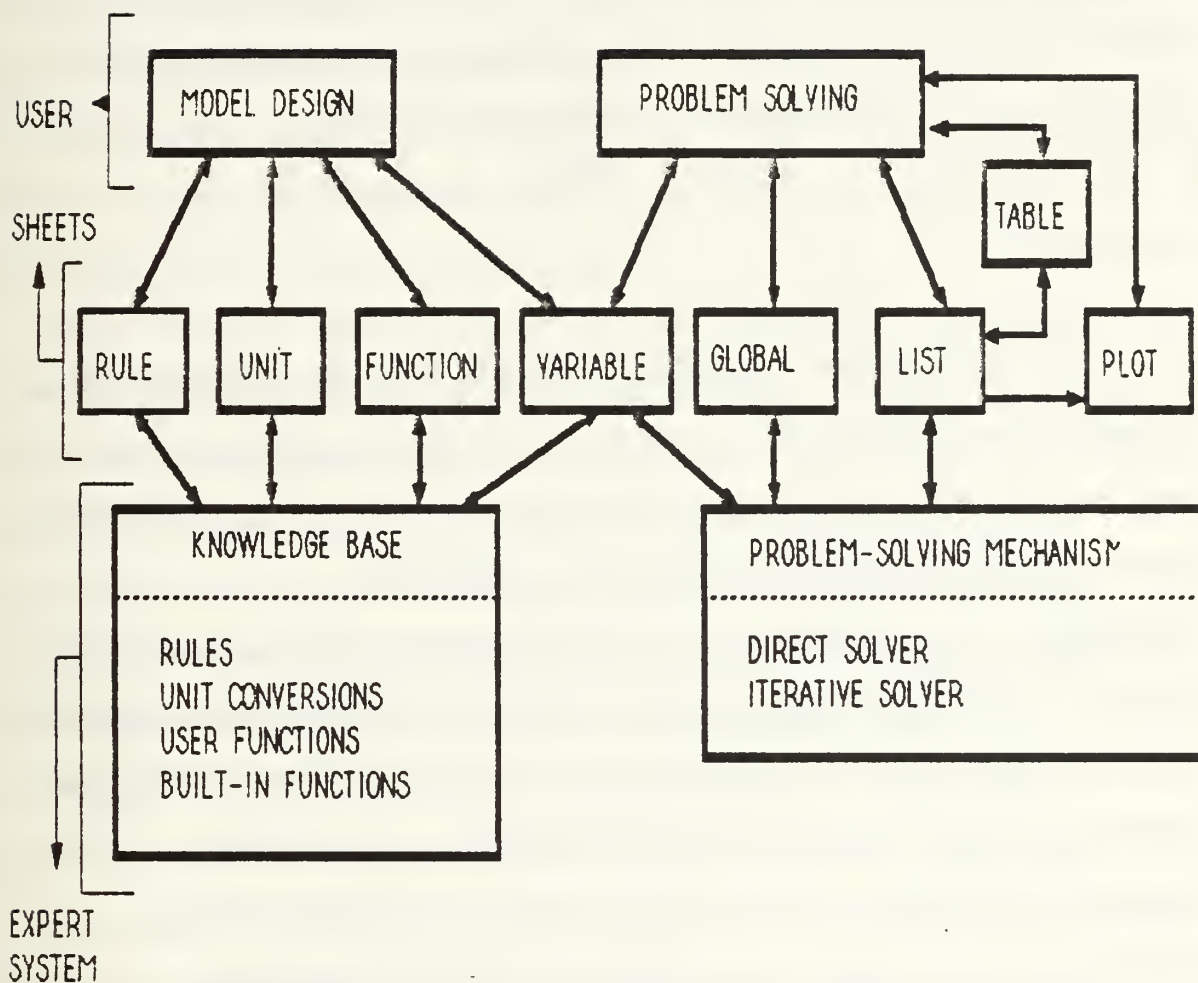 USER
MODEL DESIGN
PROBLEM SOLVING
SHEETS
TABLE
RULE
UNIT
FUNCTION
VARIABLE
GLOBAL
LIST
PLOT
KNOWLEDGE BASE
RULES
UNIT CONVERSIONS
USER FUNCTIONS
BUILT-IN FUNCTIONS
PROBLEM-SOLVING MECHANISM
DIRECT SOLVER
ITERATIVE SOLVER
EXPERT
SYSTEM